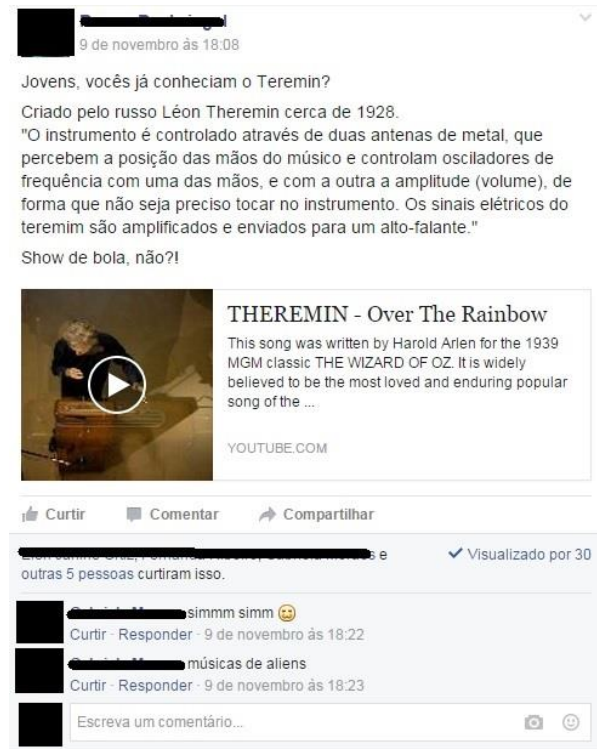 9 de novembro às 18:08
Jovens, vocês já conheciam o Teremin?
Criado pelo russo Léon Theremin cerca de 1928.
"O instrumento é controlado através de duas antenas de metal, que
percebem a posição das mãos do músico e controlam osciladores de
frequência com uma das mãos, e com a outra a amplitude (volume), de
forma que não seja preciso tocar no instrumento. Os sinais elétricos do
teremim são amplificados e enviados para um alto-falante."
Show de bola, não?!
THEREMIN - Over The Rainbow
This song was written by Harold Arlen for the 1939
MGM classic THE WIZARD OF OZ. It is widely
believed to be the most loved and enduring popular
song of the ...
YOUTUBE.COM
Curtir Comentar Compartilhar
e Visualizado por 30
outras 5 pessoas curtiram isso.
simmm simm
Curtir · Responder · 9 de novembro às 18:22
músicas de aliens
Curtir · Responder · 9 de novembro às 18:23
Escreva um comentário...